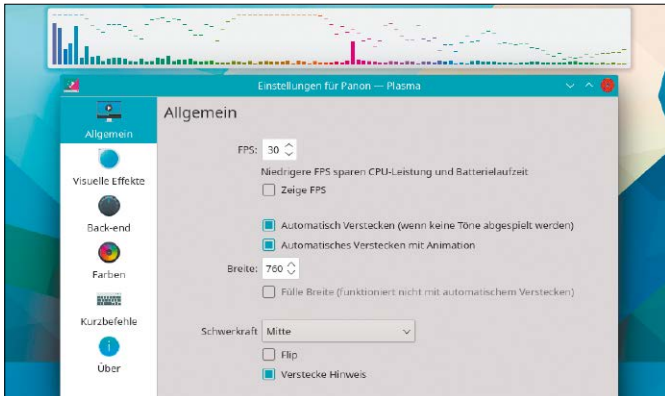 Einstellungen für Panon — Plasma
Allgemein
Visuelle Effekte
Back-end
Farben
Kurzbefehle
Über
Allgemein
FPS: 30
Niedrigere FPS sparen CPU-Leistung und Batterielaufzeit
Zeige FPS
Automatisch Verstecken (wenn keine Töne abgespielt werden)
Automatisches Verstecken mit Animation
Breite: 760
Fülle Breite (funktioniert nicht mit automatischem Verstecken)
Schwerkraft Mitte
Flip
Verstecke Hinweis